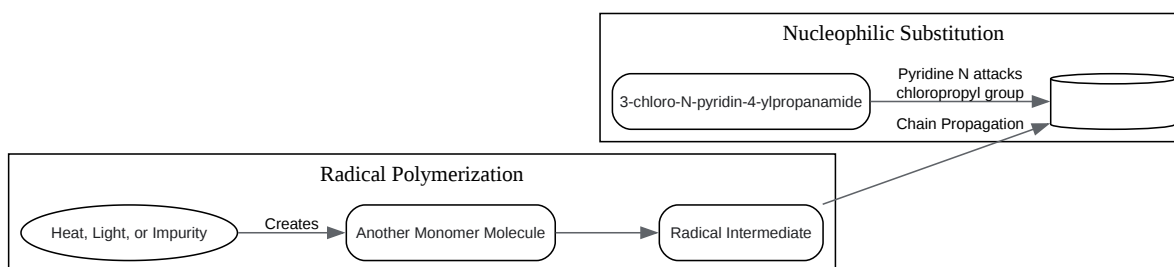 Nucleophilic Substitution
3-chloro-N-pyridin-4-ylpropanamide
Pyridine N attacks
chloropropyl group
Chain Propagation
Radical Polymerization
Heat, Light, or Impurity
Creates
Another Monomer Molecule
Radical Intermediate